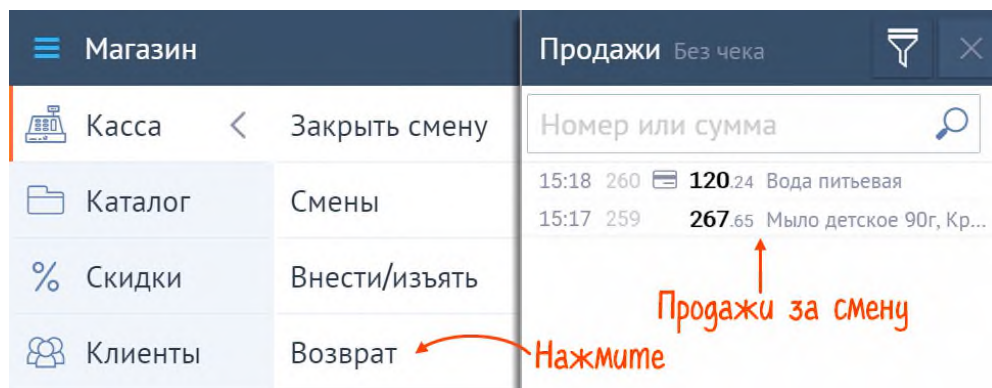 Магазин
Касса
Каталог
Скидки
Клиенты
Закрыть смену
Смены
Внести/изъять
Возврат
Нажмите
Продажи Без чека
Номер или сумма
15:18 260 120.24 Вода питьевая
15:17 259 267.65 Мыло детское 90г, Кр...
Продажи за смену